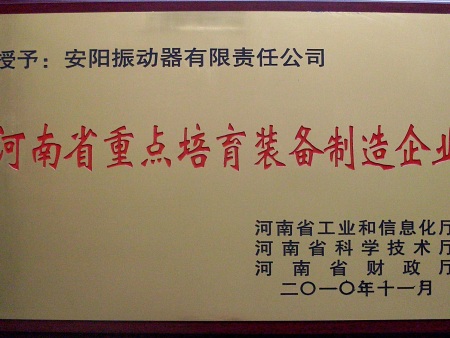 授予：安阳振动器有限责任公司
河南省重点培育装备制造企业
河南省工业和信息化厅
河南省科学技术厅
河南省财政厅
二〇一〇年十一月